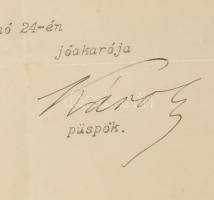 ó 24-én
jóakarója
Károly
püspök.